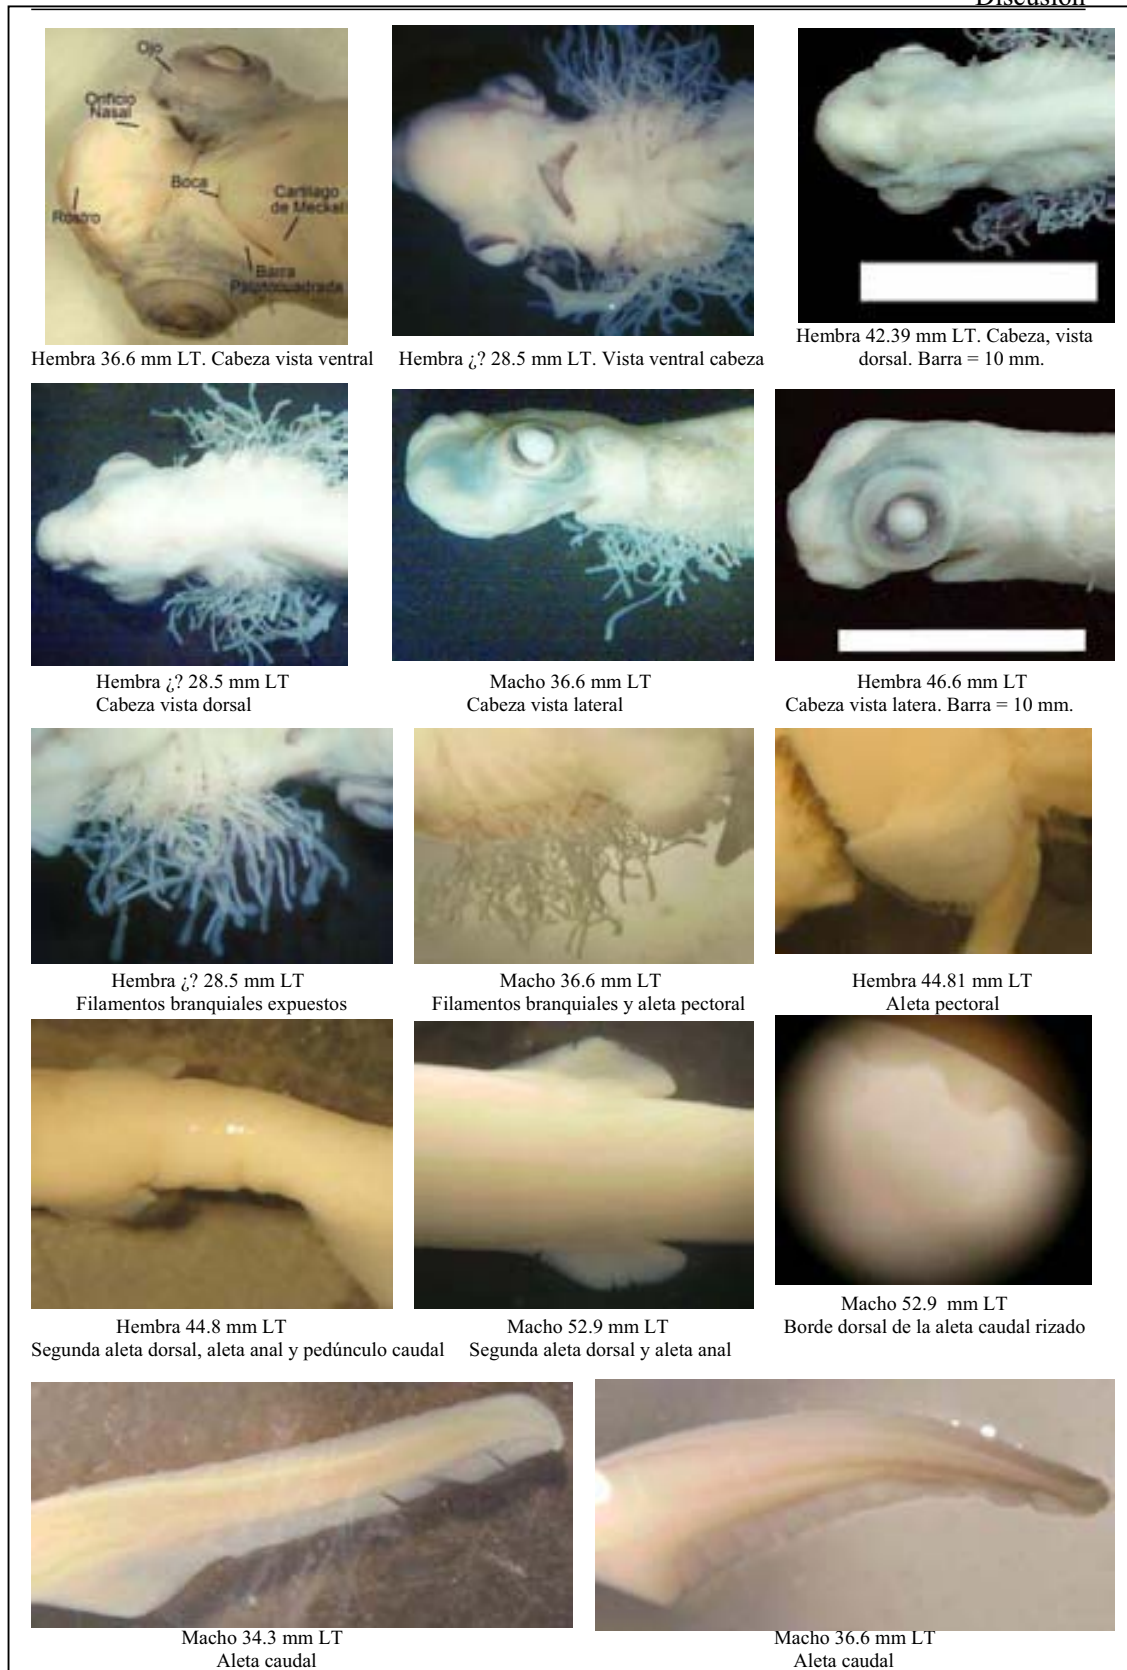 Discusión
Ojo
Orificio
Nasal
Boca
Cartílago
de Meckel
Rostro
Barra
Palatocuadrada
Hembra 36.6 mm LT. Cabeza vista ventral
Hembra ¿? 28.5 mm LT. Vista ventral cabeza
Hembra 42.39 mm LT. Cabeza, vista
dorsal. Barra = 10 mm.
Hembra ¿? 28.5 mm LT
Cabeza vista dorsal
Macho 36.6 mm LT
Cabeza vista lateral
Hembra 46.6 mm LT
Cabeza vista latera. Barra = 10 mm.
Hembra ¿? 28.5 mm LT
Filamentos branquiales expuestos
Macho 36.6 mm LT
Filamentos branquiales y aleta pectoral
Hembra 44.81 mm LT
Aleta pectoral
Hembra 44.8 mm LT
Segunda aleta dorsal, aleta anal y pedúnculo caudal
Macho 52.9 mm LT
Segunda aleta dorsal y aleta anal
Macho 52.9 mm LT
Borde dorsal de la aleta caudal rizado
Macho 34.3 mm LT
Aleta caudal
Macho 36.6 mm LT
Aleta caudal